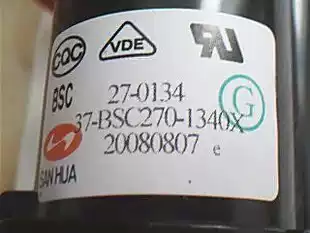 CQC
VDE
BSC
27-0134
G
37-BSC270-1340X
20080807 e
SAN HUA